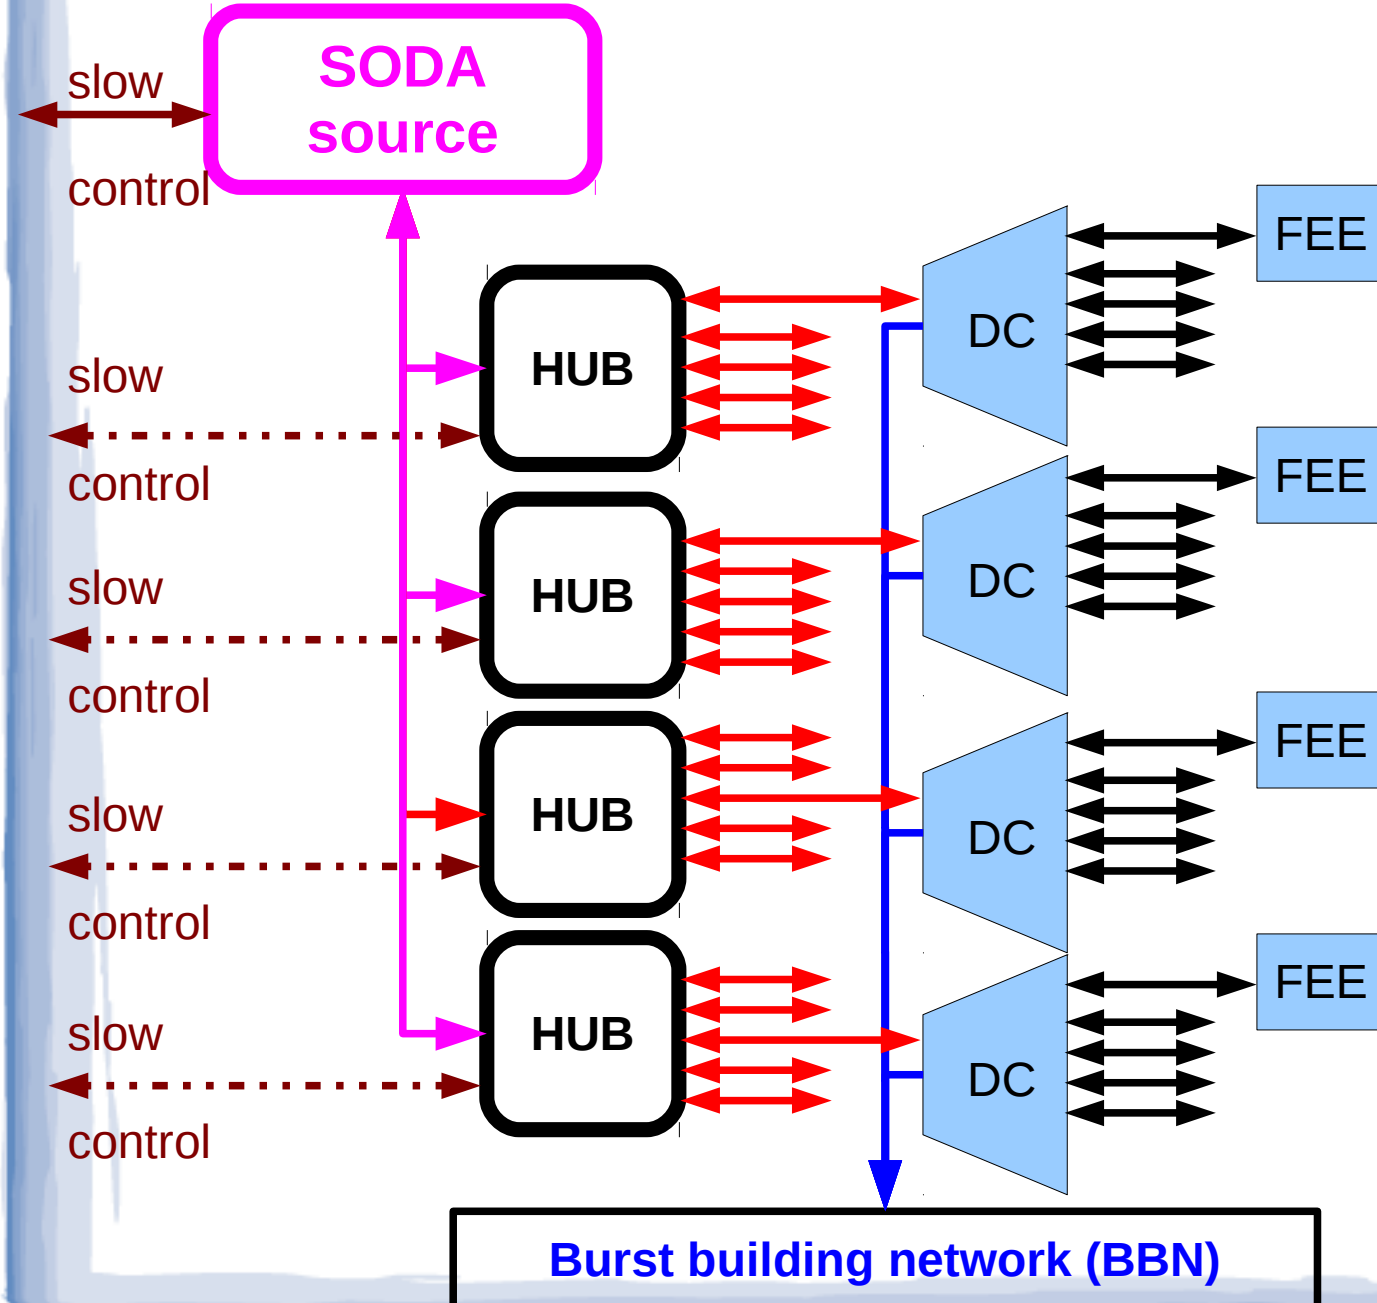 slow
control
SODA
source
FEE
slow
control
HUB
DC
FEE
slow
control
HUB
DC
FEE
slow
control
HUB
DC
FEE
slow
control
HUB
DC
Burst building network (BBN)